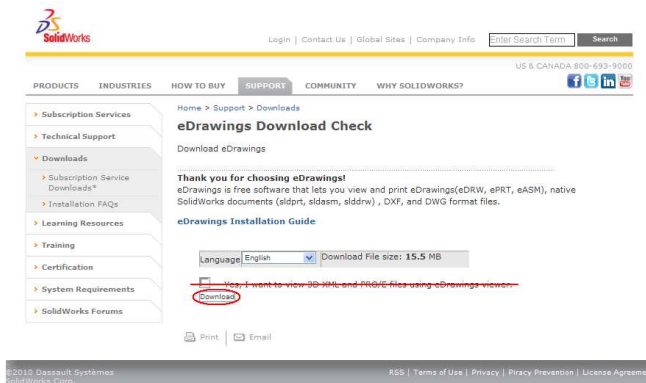 SolidWorks
Login | Contact Us | Global Sites | Company Info Enter Search Term Search
US & CANADA 800-693-9000
PRODUCTS INDUSTRIES HOW TO BUY SUPPORT COMMUNITY WHY SOLIDWORKS?
Subscription Services
Technical Support
Downloads
Subscription Service
Downloads*
Installation FAQs
Learning Resources
Training
Certification
System Requirements
SolidWorks Forums
Home > Support > Downloads
eDrawings Download Check
Download eDrawings
Thank you for choosing eDrawings!
eDrawings is free software that lets you view and print eDrawings(eDRW, ePRT, eASM), native
SolidWorks documents (sldprt, sldasm, slddrw) , DXF, and DWG format files.
eDrawings Installation Guide
Language English Download File size: 15.5 MB
Yes, I want to view 3D XML and PRO/E files using eDrawings viewer.
Download
Print | Email
©2010 Dassault Systèmes
SolidWorks Corp.
RSS | Terms of Use | Privacy | Piracy Prevention | License Agreeme